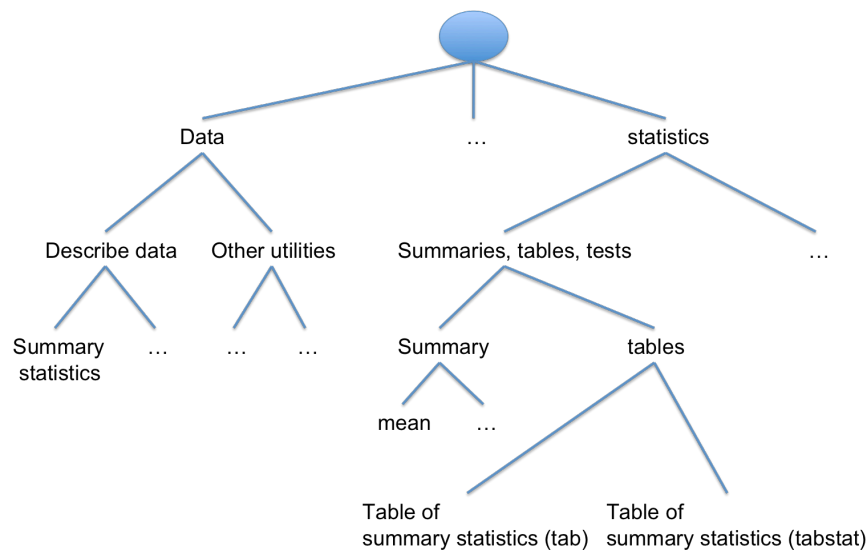 Data
…
statistics
Describe data
Other utilities
Summaries, tables, tests
…
Summary
statistics
…
…
…
Summary
tables
mean
…
Table of
summary statistics (tab)
Table of
summary statistics (tabstat)